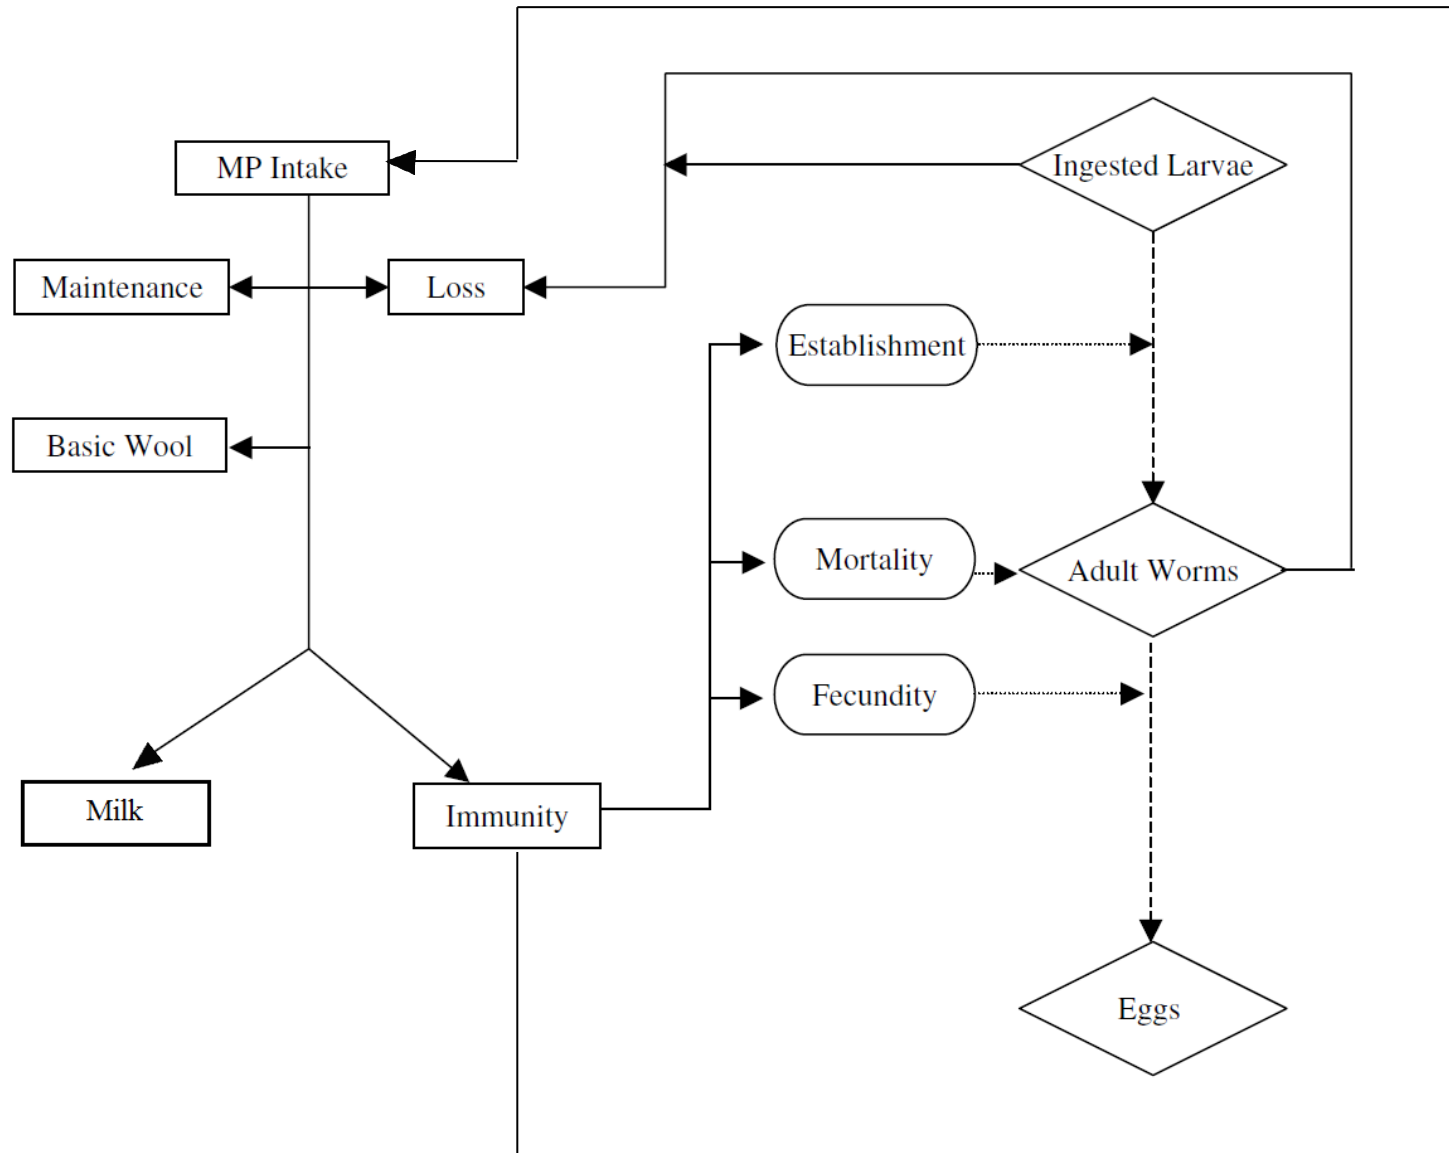 MP Intake
Ingested Larvae
Maintenance
Loss
Establishment
Basic Wool
Mortality
Adult Worms
Fecundity
Milk
Immunity
Eggs